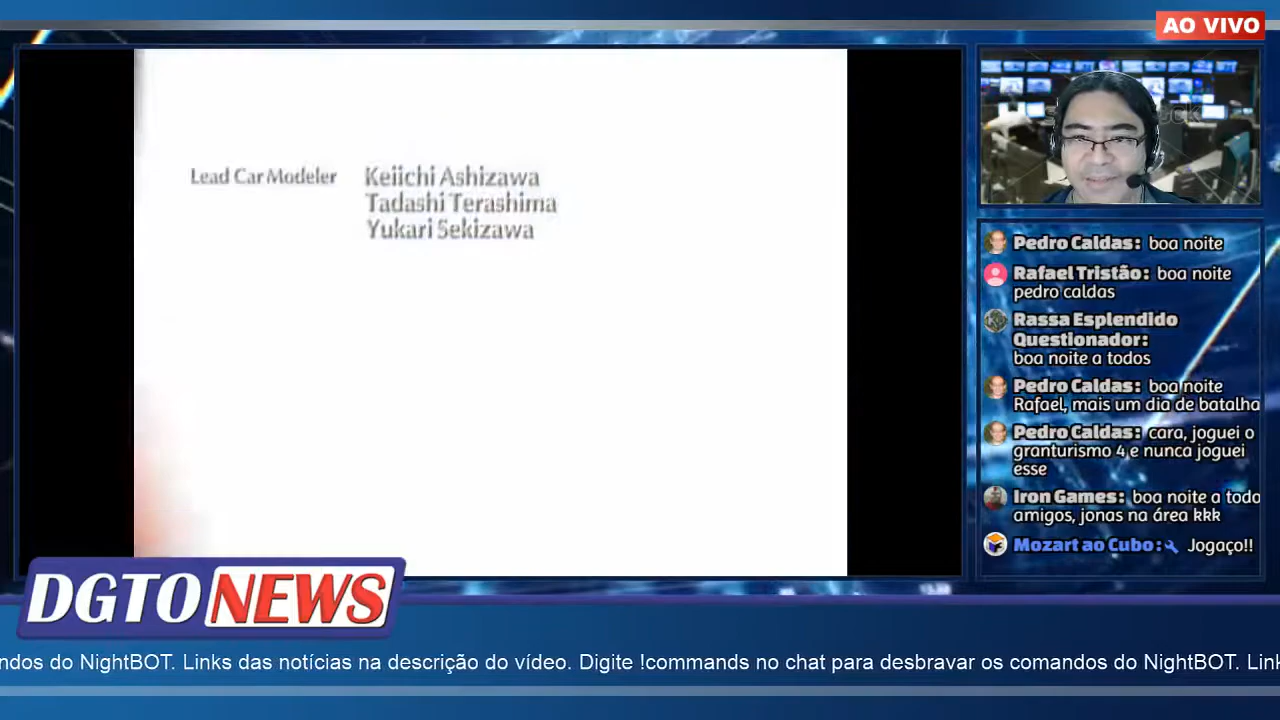 AO VIVO
Lead Car Modeler Keiichi Ashizawa
Tadashi Terashima
Yukari Sekizawa
Pedro Caldas: boa noite
Rafael Tristão: boa noite
pedro caldas
Rassa Esplendido
Questionador:
boa noite a todos
Pedro Caldas: boa noite
Rafael, mais um dia de batalha
Pedro Caldas: cara, joguei o
granturismo 4 e nunca joguei
esse
Iron Games: boa noite a todo
amigos, jonas na área kkk
Mozart ao Cubo: Jogaço!!
DGTO NEWS
ndos do NightBOT. Links das notícias na descrição do vídeo. Digite !commands no chat para desbravar os comandos do NightBOT. Link